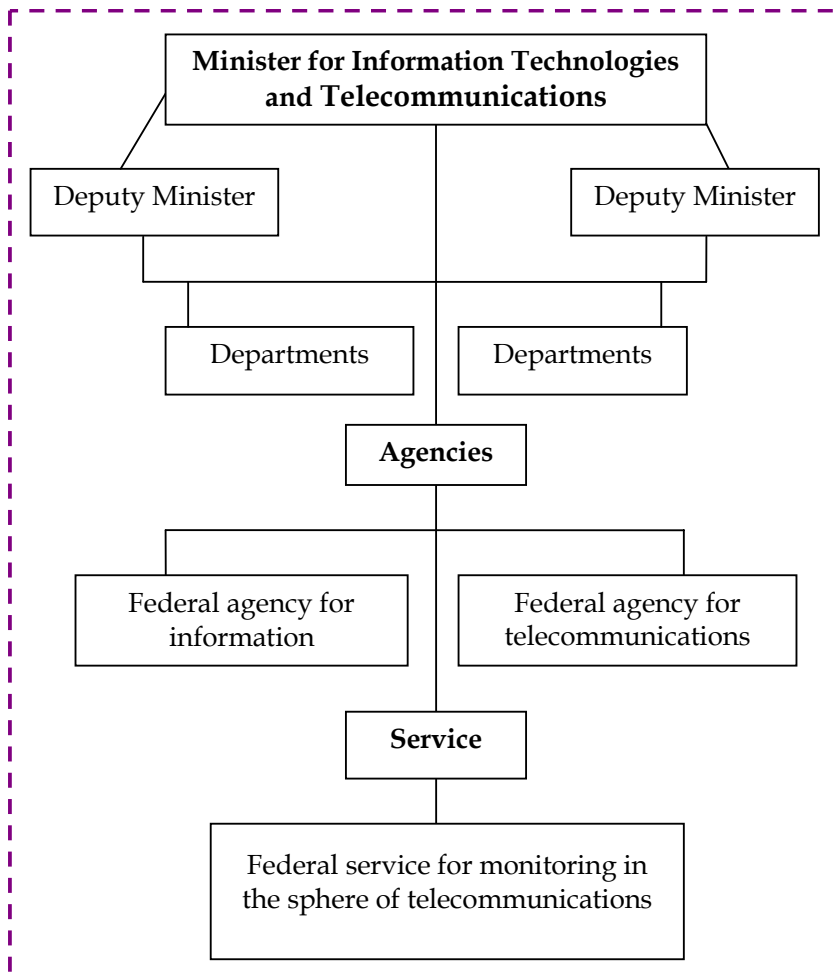 Minister for Information Technologies
and Telecommunications
Deputy Minister
Deputy Minister
Departments
Departments
Agencies
Federal agency for
information
Federal agency for
telecommunications
Service
Federal service for monitoring in
the sphere of telecommunications